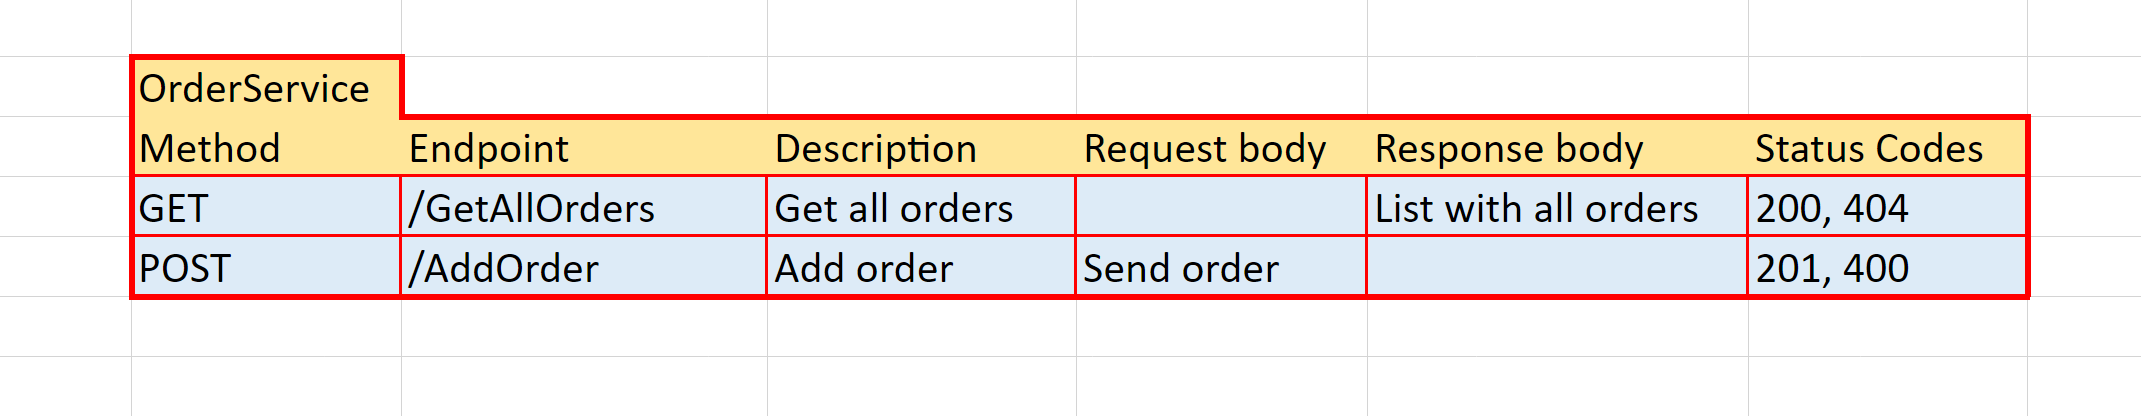 OrderService
Method Endpoint Description Request body Response body Status Codes
GET /GetAllOrders Get all orders List with all orders 200, 404
POST /AddOrder Add order Send order 201, 400